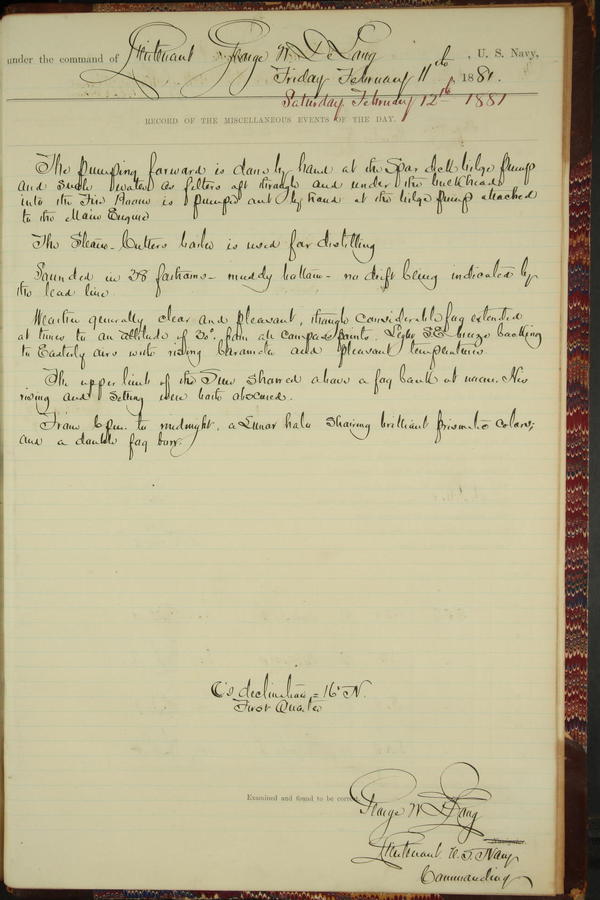 under the command of Lieutenant George W. De Long, U. S. Navy,
Friday February 11th, 1881.
Saturday February 12th 1881
RECORD OF THE MISCELLANEOUS EVENTS OF THE DAY.
The pumping forward is done by hand at the Spar deck bilge pump
and such water as filters aft through and under the bulkheads
into the Fire Room is pumped out by hand at the bilge pump attached
to the Main Engine
The Steam-Cutters boiler is used for distilling
Sounded in 28 fathoms - muddy bottom - no drift being indicated by
the lead line.
Weather generally clear and pleasant, though considerable fog extended
at times to an altitude of 20°. from all compass points. Light S.E. breeze backing
to Easterly airs with rising barometer and pleasant temperatures
The upper limb of the Sun showed above a fog bank at noon. His
rising and setting were both obscured.
From 6 p.m. to midnight, a Lunar halo showing brilliant prismatic colors;
and a double fog bow.
☾'s declination = 16° N.
First Quarter
Examined and found to be correct.
George W. De Long
Navigator.
Lieutenant U.S. Navy
Commanding